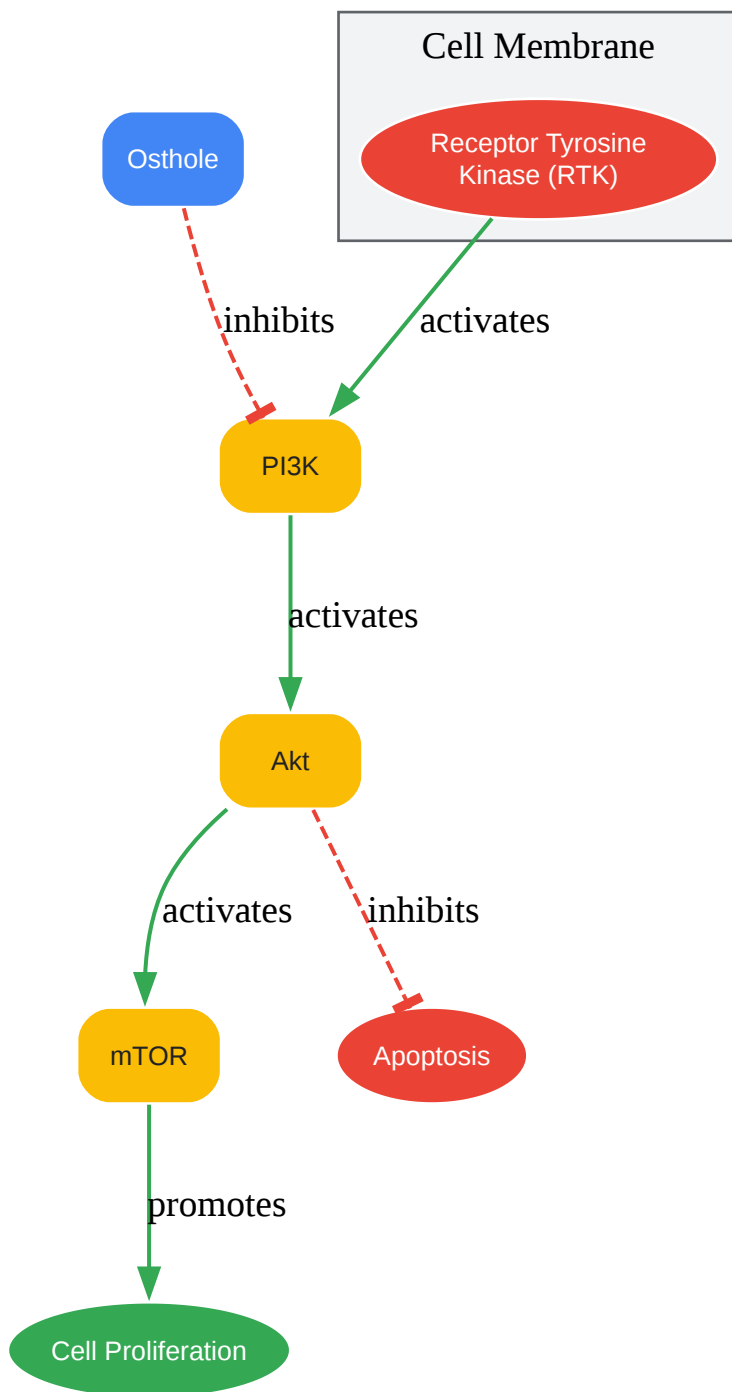 Cell Membrane
Osthole
Receptor Tyrosine
Kinase (RTK)
inhibits
activates
PI3K
activates
Akt
activates
inhibits
mTOR
Apoptosis
promotes
Cell Proliferation